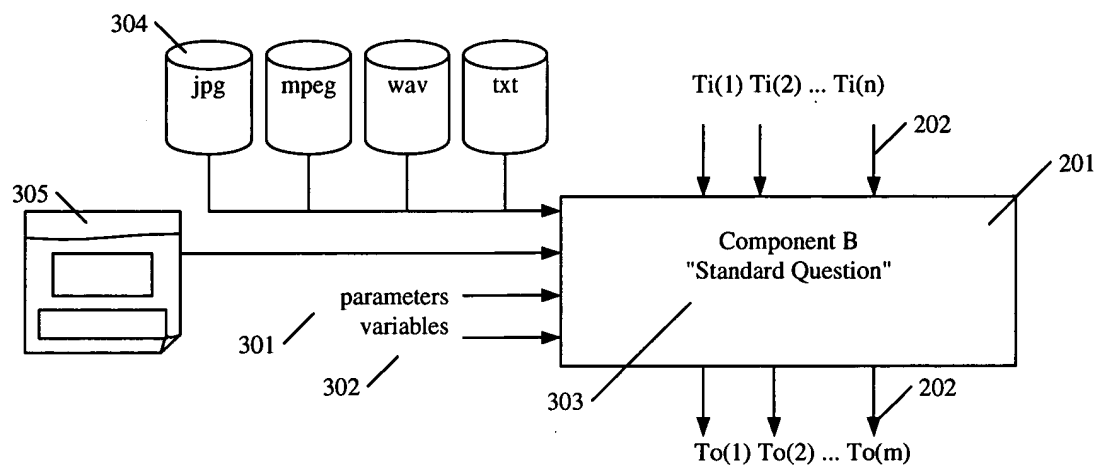 304
jpg mpeg wav txt
Ti(1) Ti(2) ... Ti(n)
202
201
305
Component B
"Standard Question"
parameters
variables
301
302
303
202
To(1) To(2) ... To(m)